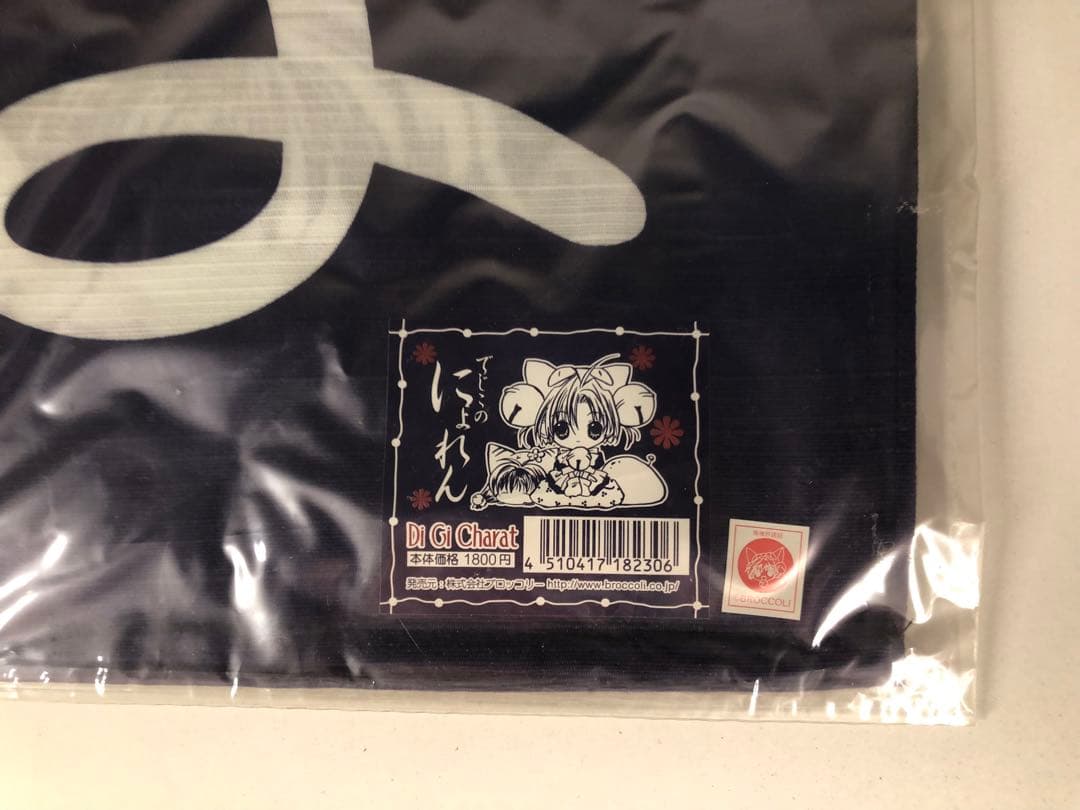 でじこの
にょれん
Di Gi Charat
本体価格 1800円
4 510417 182306
発売元：株式会社ブロッコリー http://www.broccoli.co.jp/
©BROCCOLI